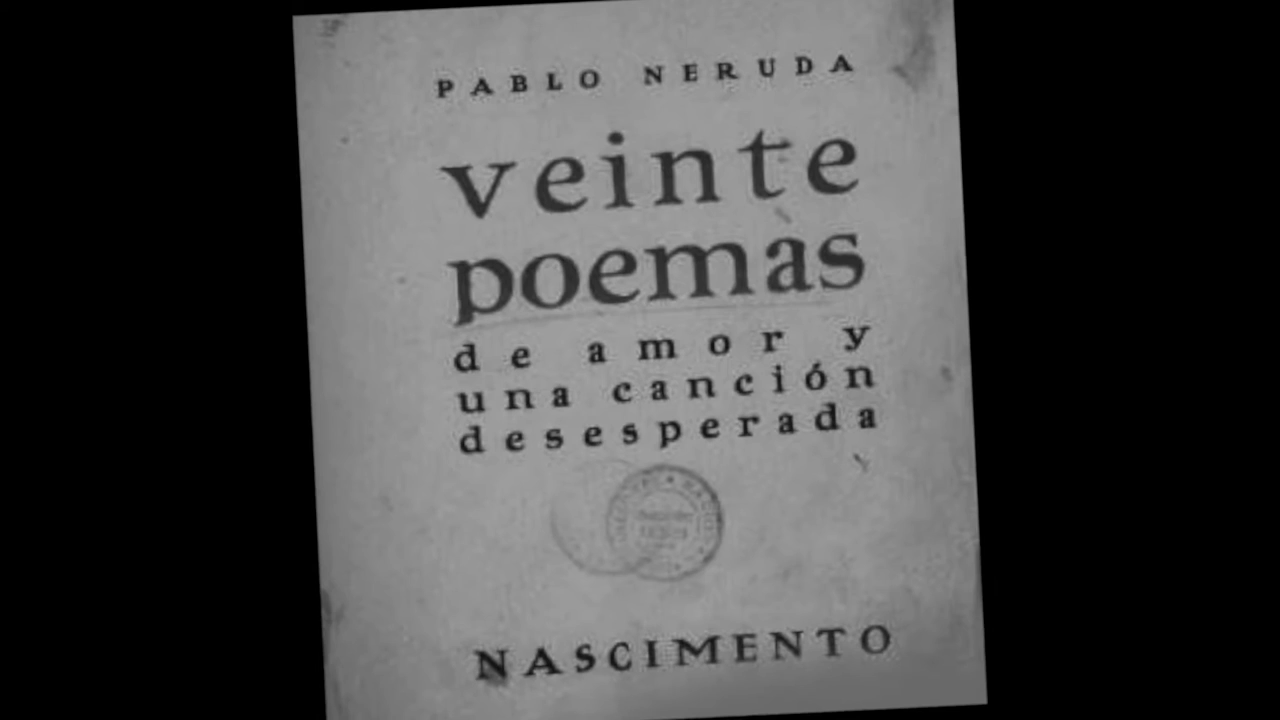 PABLO NERUDA
veinte
poemas
de amor y
una canción
desesperada
NASCIMENTO